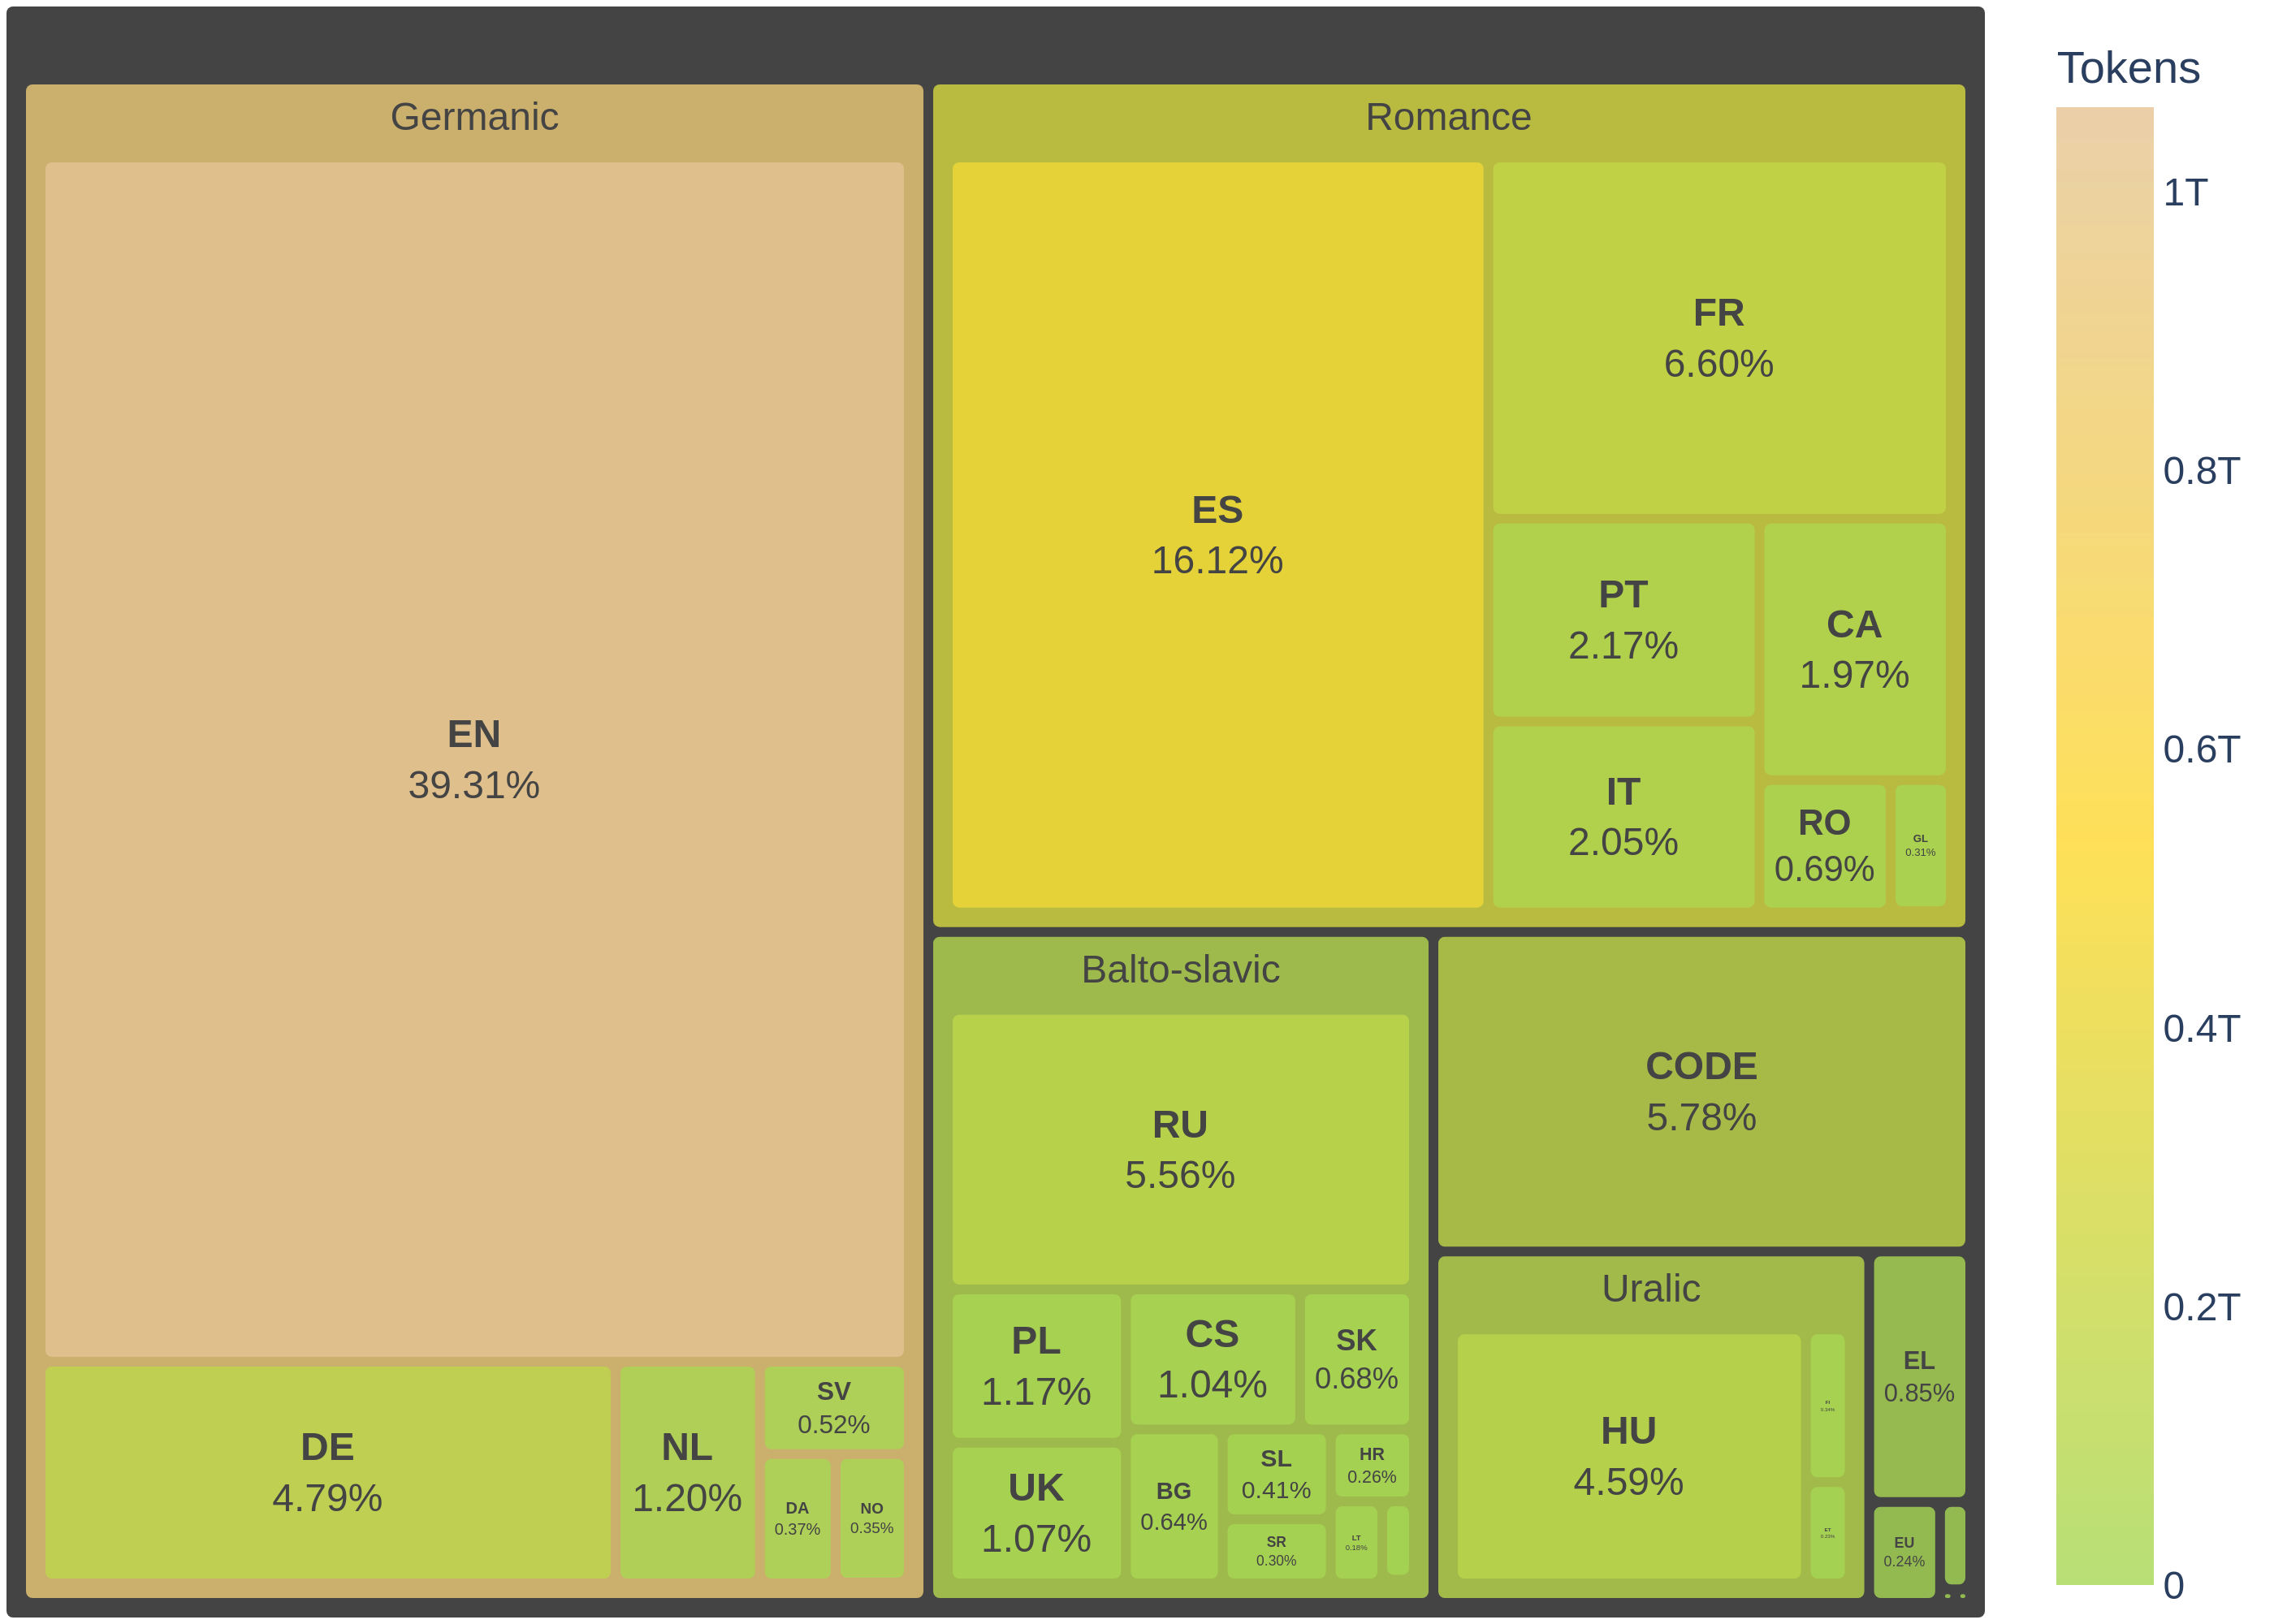 Germanic
EN
39.31%
DE
4.79%
NL
1.20%
SV
0.52%
DA
0.37%
NO
0.35%
Romance
ES
16.12%
FR
6.60%
PT
2.17%
CA
1.97%
IT
2.05%
RO
0.69%
GL
0.31%
Balto-slavic
RU
5.56%
PL
1.17%
CS
1.04%
SK
0.68%
UK
1.07%
BG
0.64%
SL
0.41%
HR
0.26%
SR
0.30%
LT
0.18%
CODE
5.78%
Uralic
HU
4.59%
EL
0.85%
EU
0.24%
Tokens
1T
0.8T
0.6T
0.4T
0.2T
0